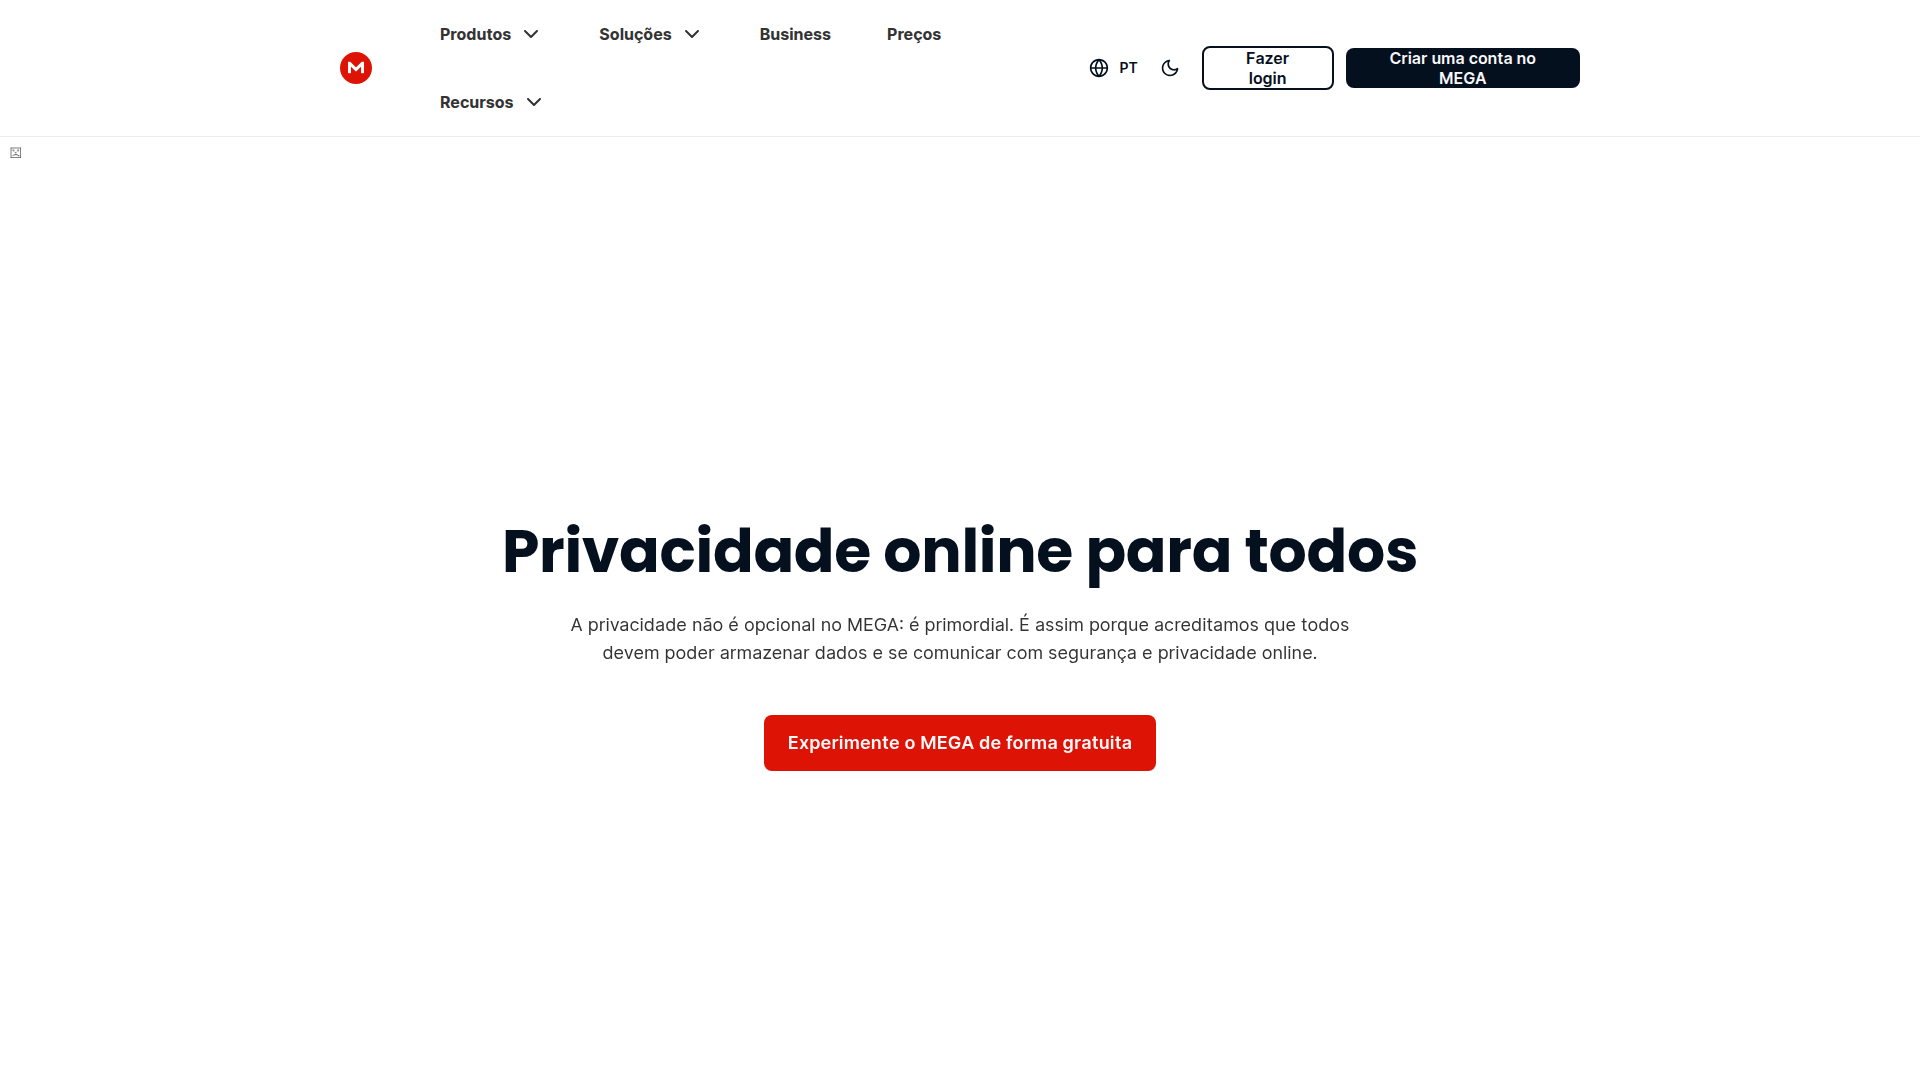 Produtos
Soluções
Business
Preços
Recursos
PT
Fazer
login
Criar uma conta no
MEGA
Privacidade online para todos
A privacidade não é opcional no MEGA: é primordial. É assim porque acreditamos que todos
devem poder armazenar dados e se comunicar com segurança e privacidade online.
Experimente o MEGA de forma gratuita